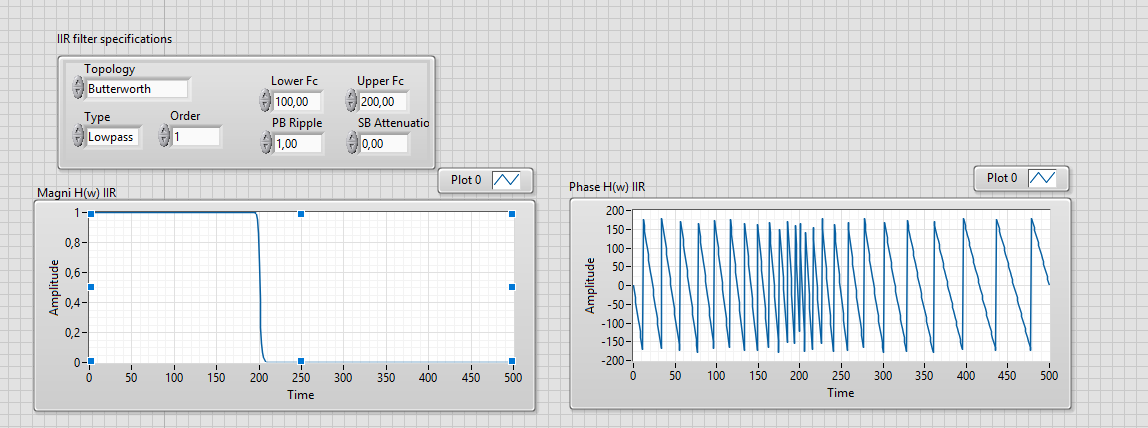 IIR filter specifications
Topology
Butterworth
Lower Fc
Upper Fc
100,00
200,00
Type
Order
PB Ripple
SB Attenuatio
Lowpass
1
1,00
0,00
Plot 0
Magni H(w) IIR
1
0,8
0,6
0,4
0,2
0
Amplitude
0 50 100 150 200 250 300 350 400 450 500
Time
Plot 0
Phase H(w) IIR
200
150
100
50
0
-50
-100
-150
-200
Amplitude
0 50 100 150 200 250 300 350 400 450 500
Time